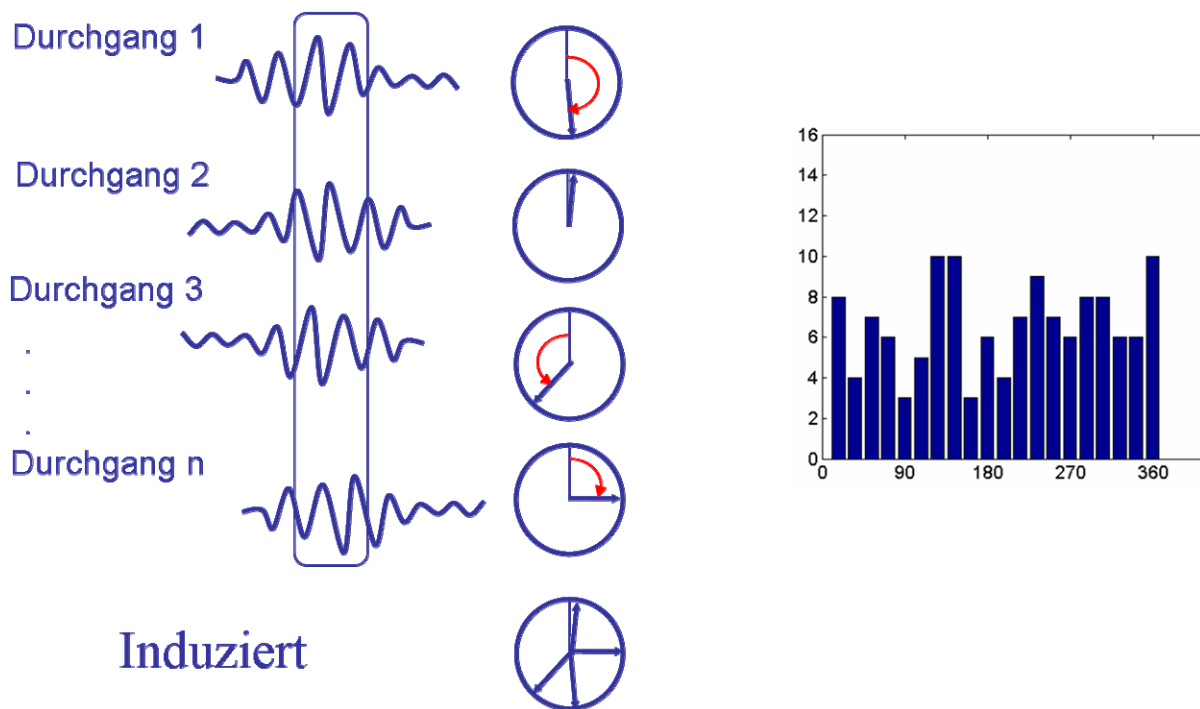 Durchgang 1
Durchgang 2
Durchgang 3
.
.
.
Durchgang n
Induziert
16
14
12
10
8
6
4
2
0
0 90 180 270 360